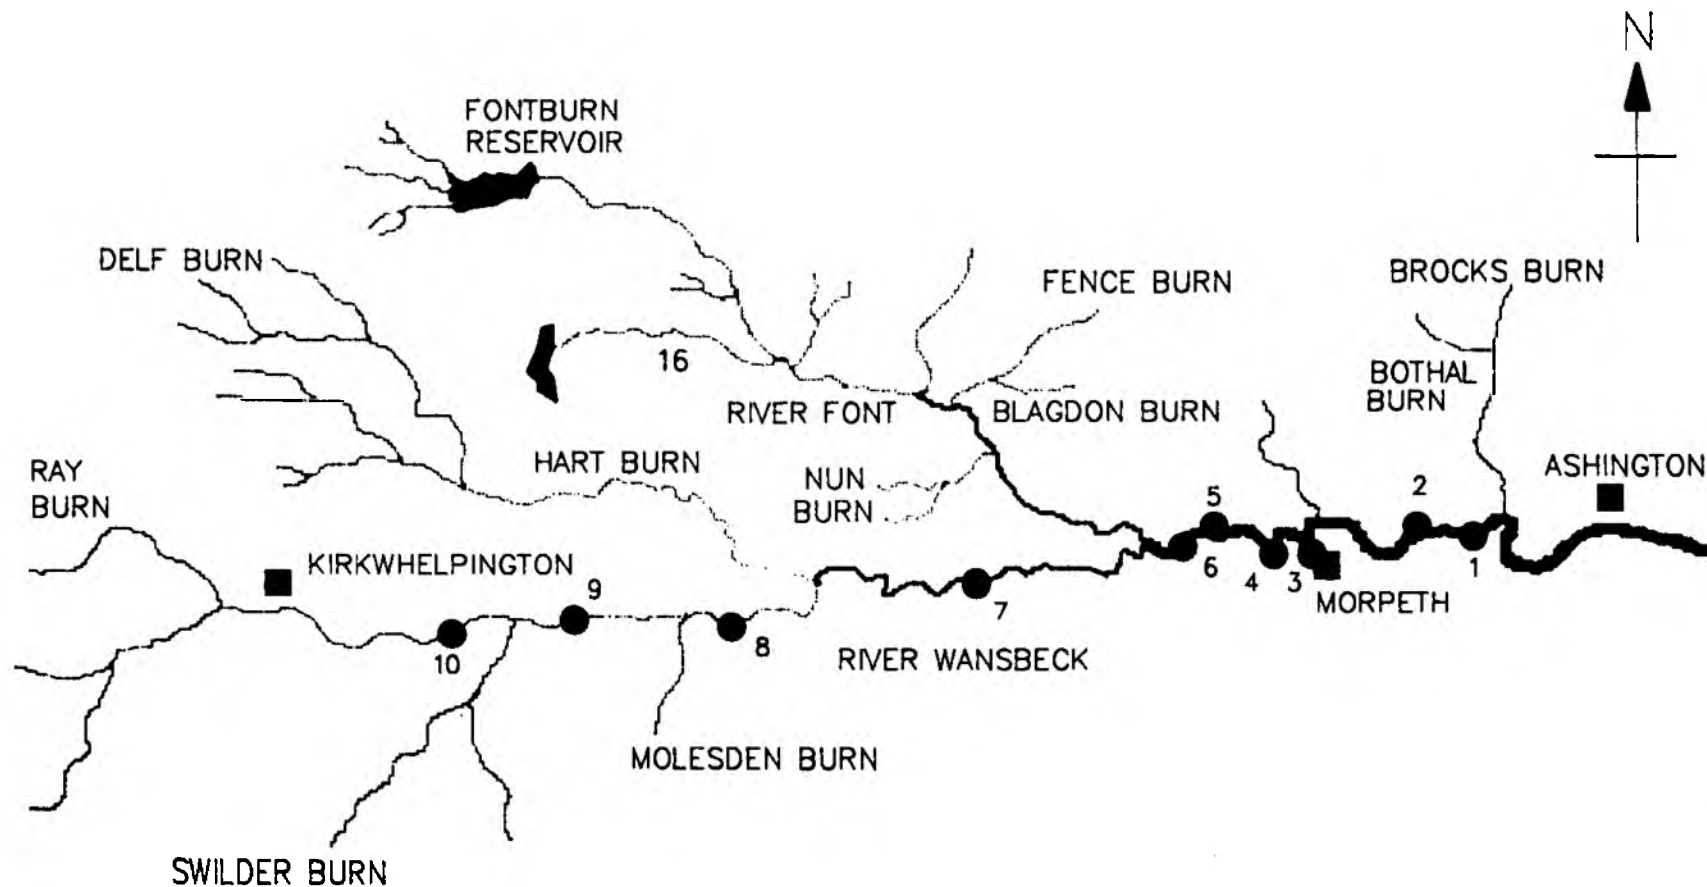 N
FONTBURN
RESERVOIR
DELF BURN
FENCE BURN
BROCKS BURN
16
BOTHAL
BURN
RIVER FONT
BLAGDON BURN
HART BURN
RAY
BURN
NUN
BURN
ASHINGTON
5
2
KIRKWHELPINGTON
9
6
4
3
1
7
MORPETH
10
8
RIVER WANSBECK
MOLESDEN BURN
SWILDER BURN